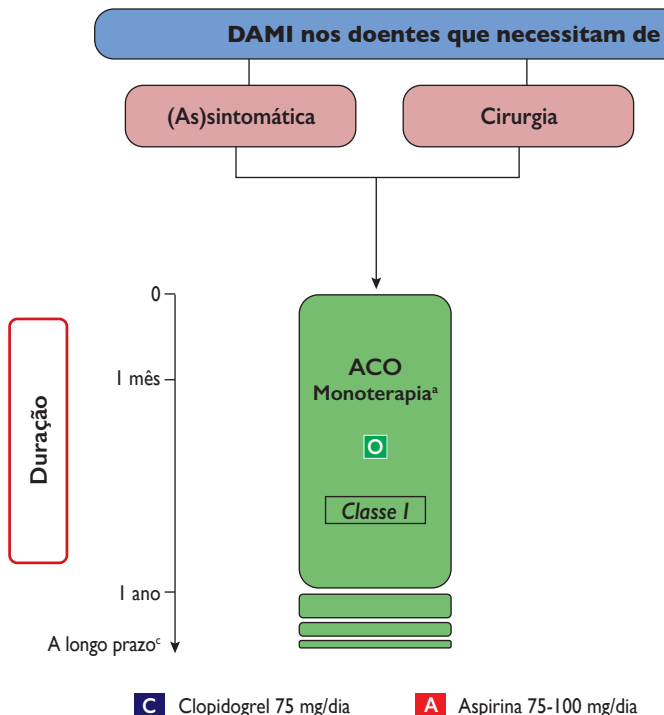 DAMI nos doentes que necessitam de
(As)sintomática
Cirurgia
0
1 mês
Duração
ACO
Monoterapiaᵃ
O
Classe I
1 ano
A longo prazoᶜ
C Clopidogrel 75 mg/dia
A Aspirina 75-100 mg/dia